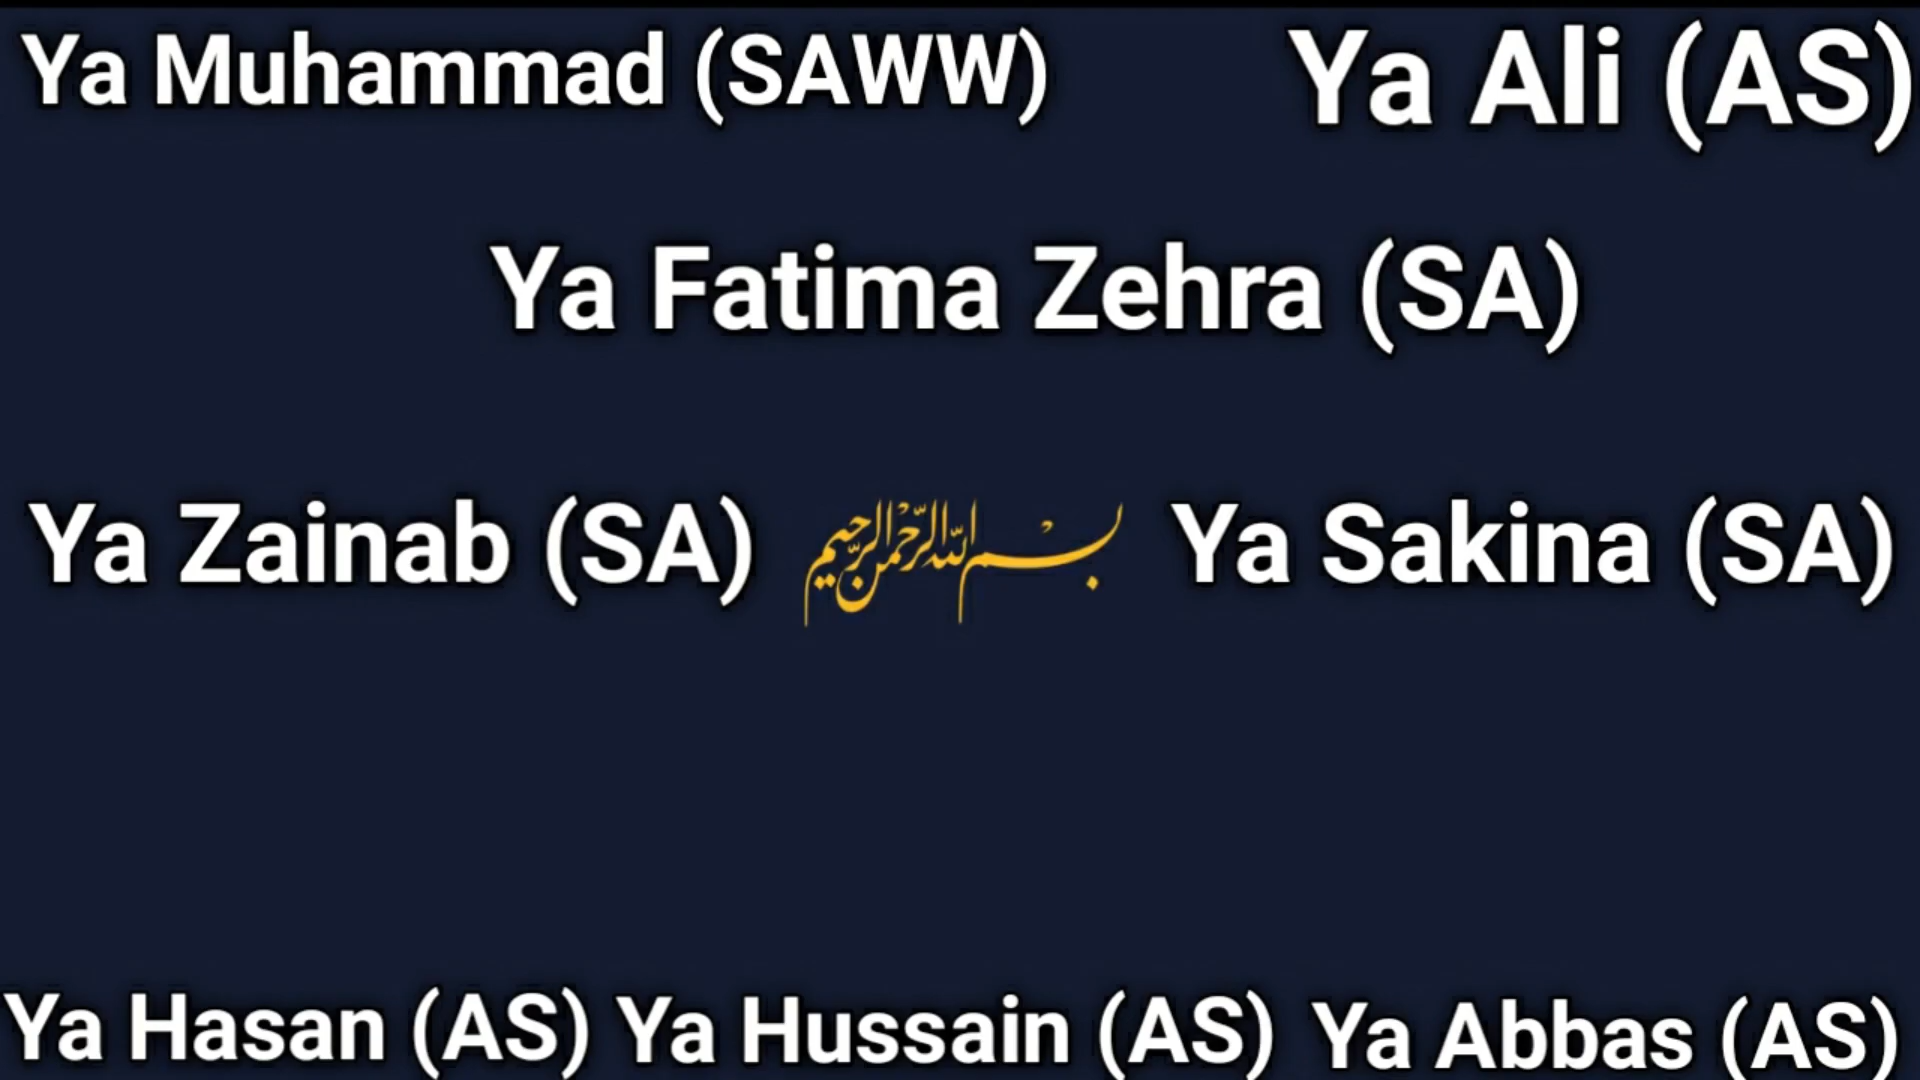 Ya Muhammad (SAWW) Ya Ali (AS)
Ya Fatima Zehra (SA)
Ya Zainab (SA) بسم الله الرحمن الرحيم Ya Sakina (SA)
Ya Hasan (AS) Ya Hussain (AS) Ya Abbas (AS)